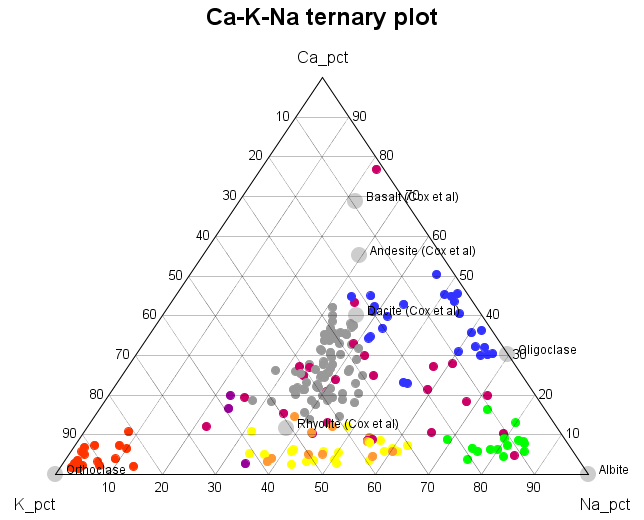 Ca-K-Na ternary plot
Ca_pct
10 90
20 80
30 Basalt (Cox et al) 70
40 60
Andesite (Cox et al)
50 50
60 Dacite (Cox et al) 40
70 30 Oligoclase
80 20
Rhyolite (Cox et al)
90 10
Orthoclase Albite
10 20 30 40 50 60 70 80 90
K_pct Na_pct